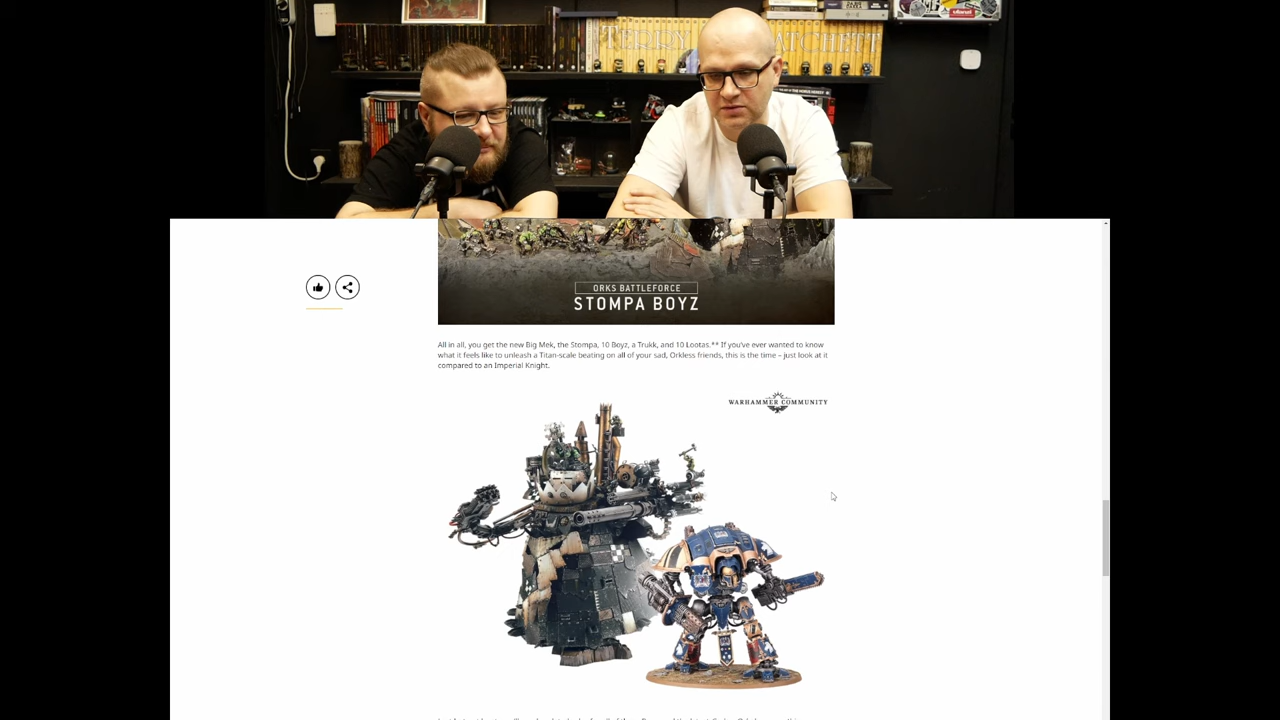 TERRY
ATCHETT
ORKS BATTLEFORCE
STOMPA BOYZ
All in all, you get the new Big Mek, the Stompa, 10 Boyz, a Trukk, and 10 Lootas.** If you've ever wanted to know
what it feels like to unleash a Titan-scale beating on all of your sad, Orkless friends, this is the time – just look at it
compared to an Imperial Knight.
WARHAMMER COMMUNITY